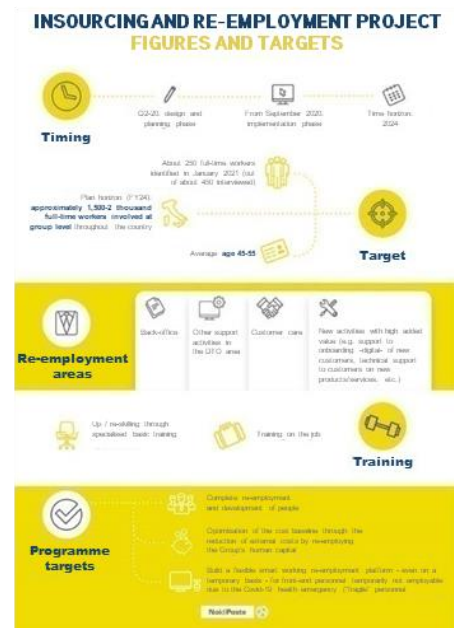 INSOURCING AND RE-EMPLOYMENT PROJECT
FIGURES AND TARGETS
Q2-20, design and
planning phase
From September 2020,
implementation phase
Time horizon,
2024
Timing
About 250 full-time workers
identified in January 2021 (out
of about 450 interviewed)
Plan horizon (FY24):
approximately 1,500-2 thousand
full-time workers involved at
group level throughout the country
Average age 45-55
Target
Re-employment
areas
Back-office
Other support
activities in
the DTO area
Customer care
New activities with high added
value (e.g. support to
onboarding -digital- of new
customers, technical support
to customers on new
products/services, etc.)
Up / re-skilling through
specialised basic training
Training on the job
Training
Programme
targets
Complete re-employment
and development of people
Optimisation of the cost baseline through the
reduction of external costs by re-employing
the Group's human capital
Build a flexible smart working re-employment platform - even on a
temporary basis - for front-end personnel temporarily not employable
due to the Covid-19 health emergency ("fragile" personnel)
NoidiPoste